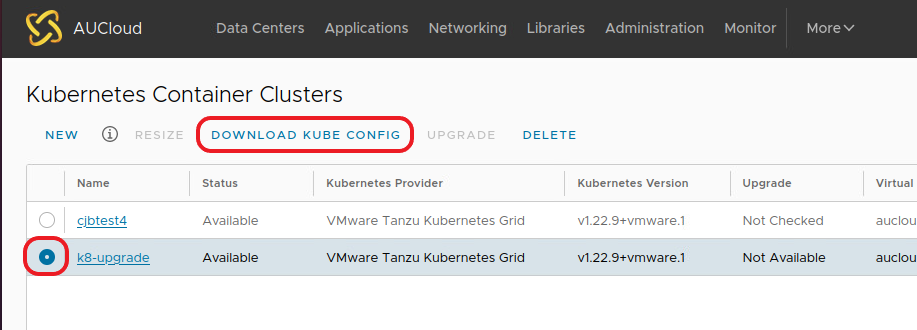 AUCloud Data Centers Applications Networking Libraries Administration Monitor More
Kubernetes Container Clusters
NEW RESIZE DOWNLOAD KUBE CONFIG UPGRADE DELETE
Name Status Kubernetes Provider Kubernetes Version Upgrade Virtual
cjbtest4 Available VMware Tanzu Kubernetes Grid v1.22.9+vmware.1 Not Checked auclou
k8-upgrade Available VMware Tanzu Kubernetes Grid v1.22.9+vmware.1 Not Available auclou